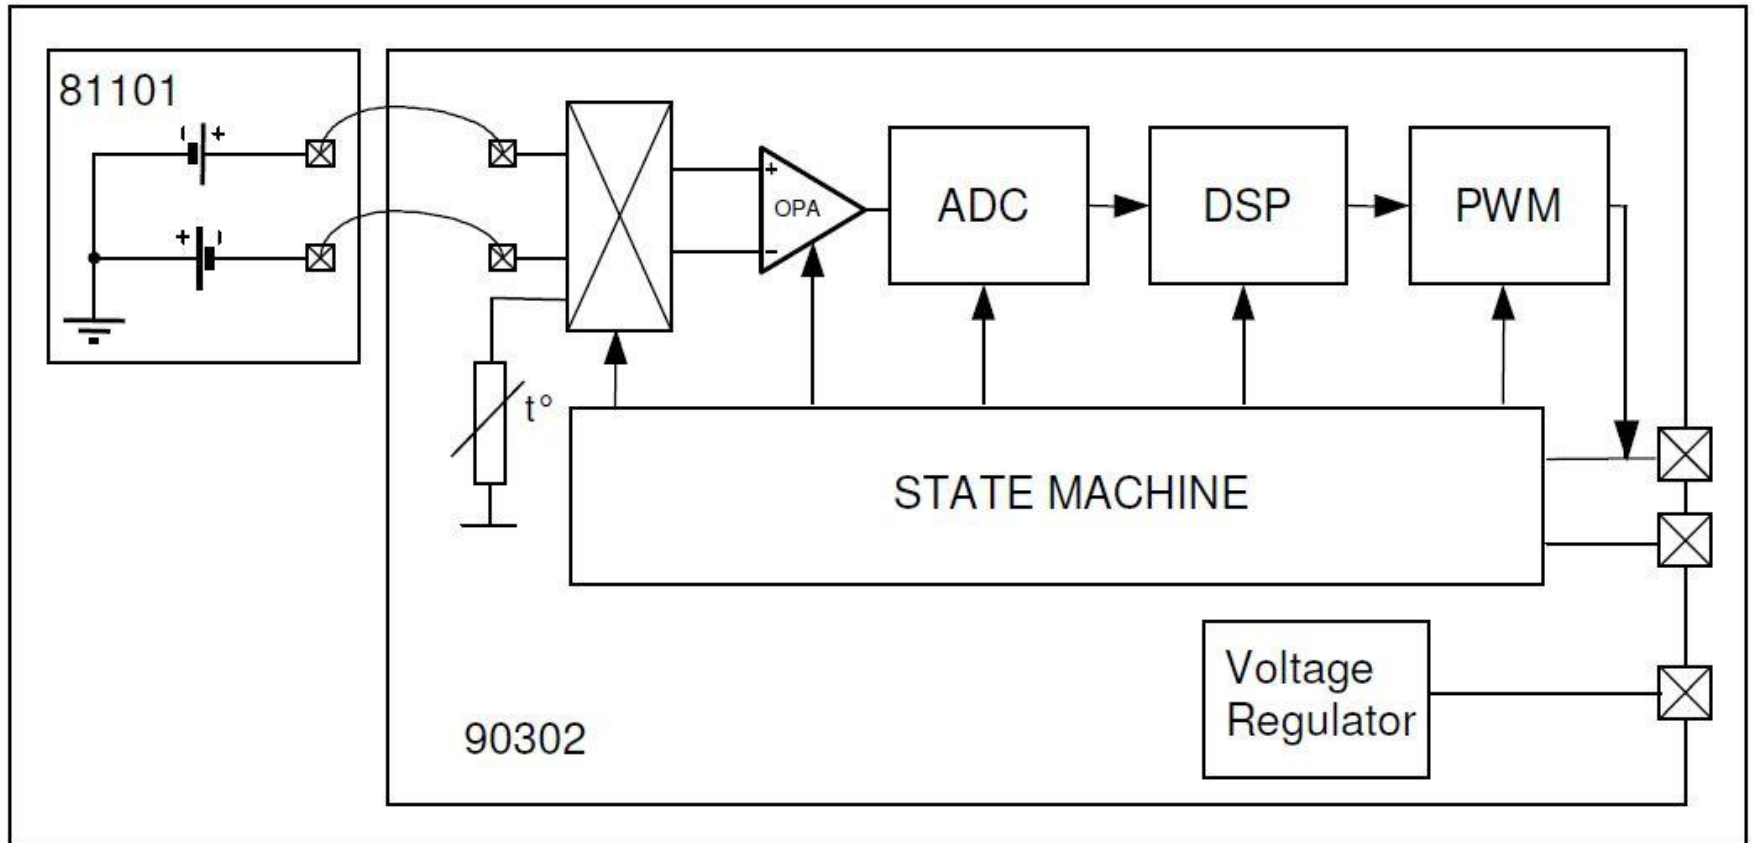 81101
- +
+ -
+
OPA
-
ADC
DSP
PWM
t°
STATE MACHINE
Voltage
Regulator
90302